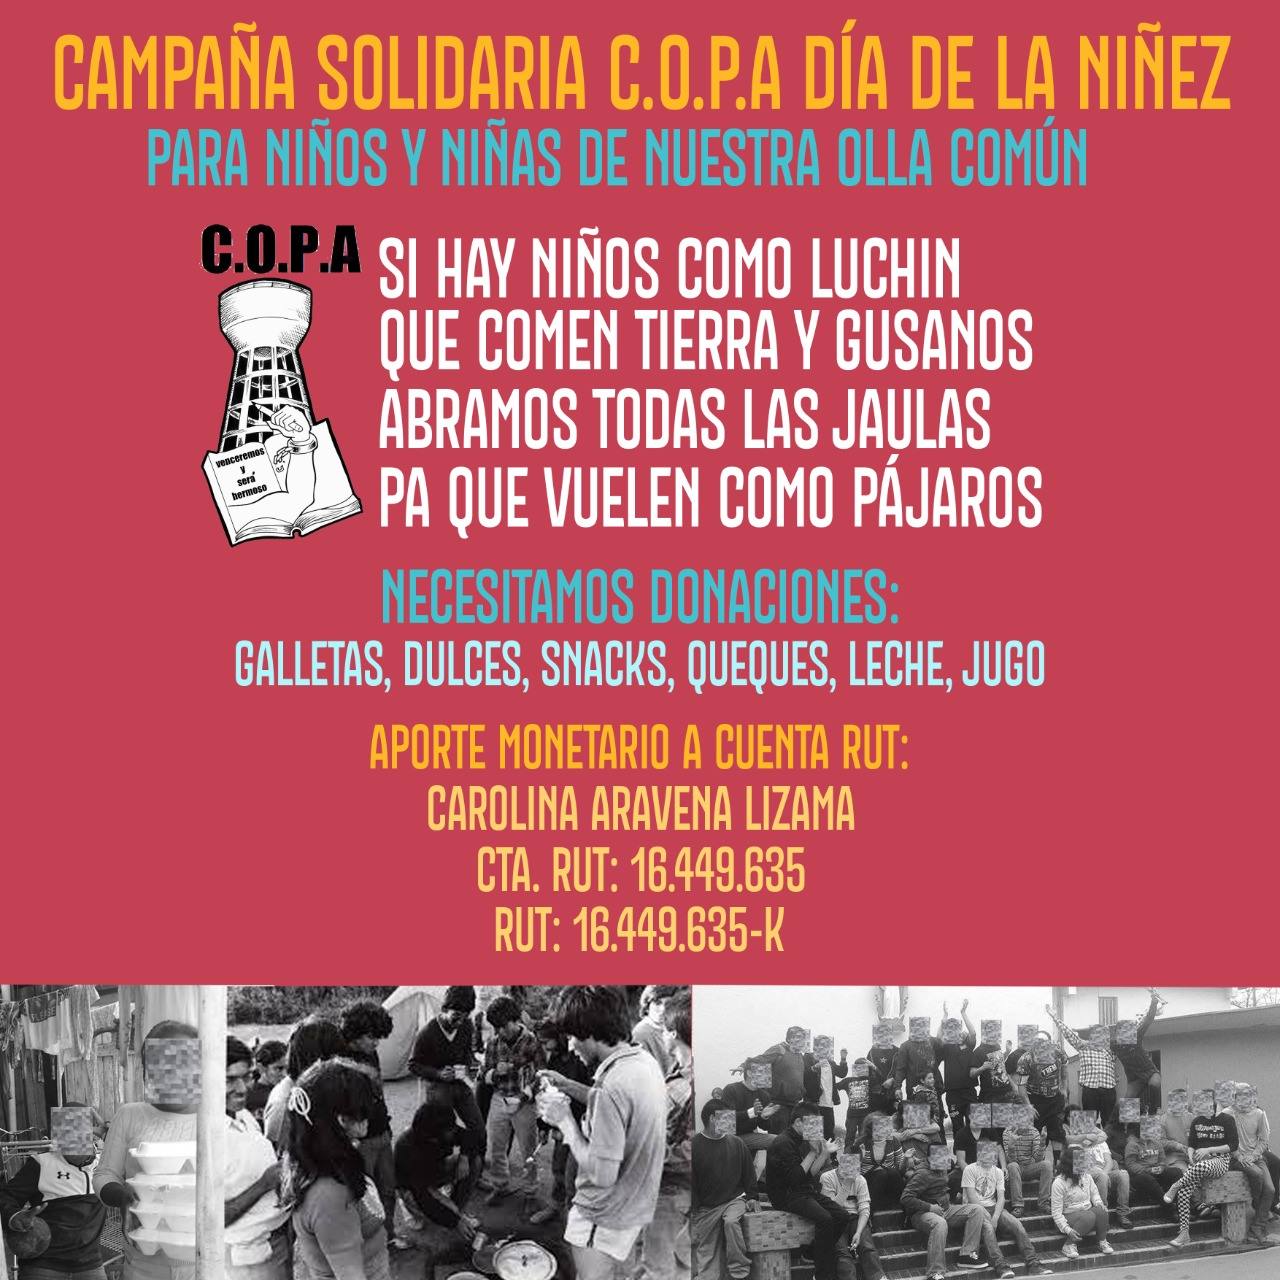 CAMPAÑA SOLIDARIA C.O.P.A DÍA DE LA NIÑEZ
PARA NIÑOS Y NIÑAS DE NUESTRA OLLA COMÚN
C.O.P.A
venceremos
y
será
hermoso
SI HAY NIÑOS COMO LUCHIN
QUE COMEN TIERRA Y GUSANOS
ABRAMOS TODAS LAS JAULAS
PA QUE VUELEN COMO PÁJAROS
NECESITAMOS DONACIONES:
GALLETAS, DULCES, SNACKS, QUEQUES, LECHE, JUGO
APORTE MONETARIO A CUENTA RUT:
CAROLINA ARAVENA LIZAMA
CTA. RUT: 16.449.635
RUT: 16.449.635-K